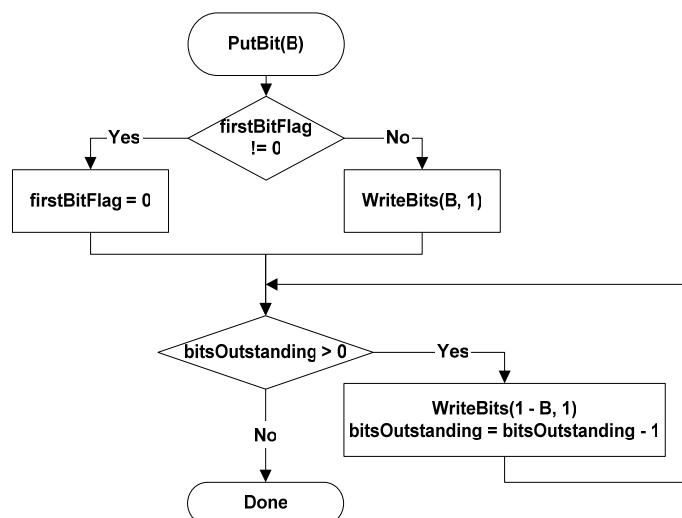 PutBit(B)
firstBitFlag
!= 0
Yes
No
firstBitFlag = 0
WriteBits(B, 1)
bitsOutstanding > 0
Yes
WriteBits(1 - B, 1)
bitsOutstanding = bitsOutstanding - 1
No
Done